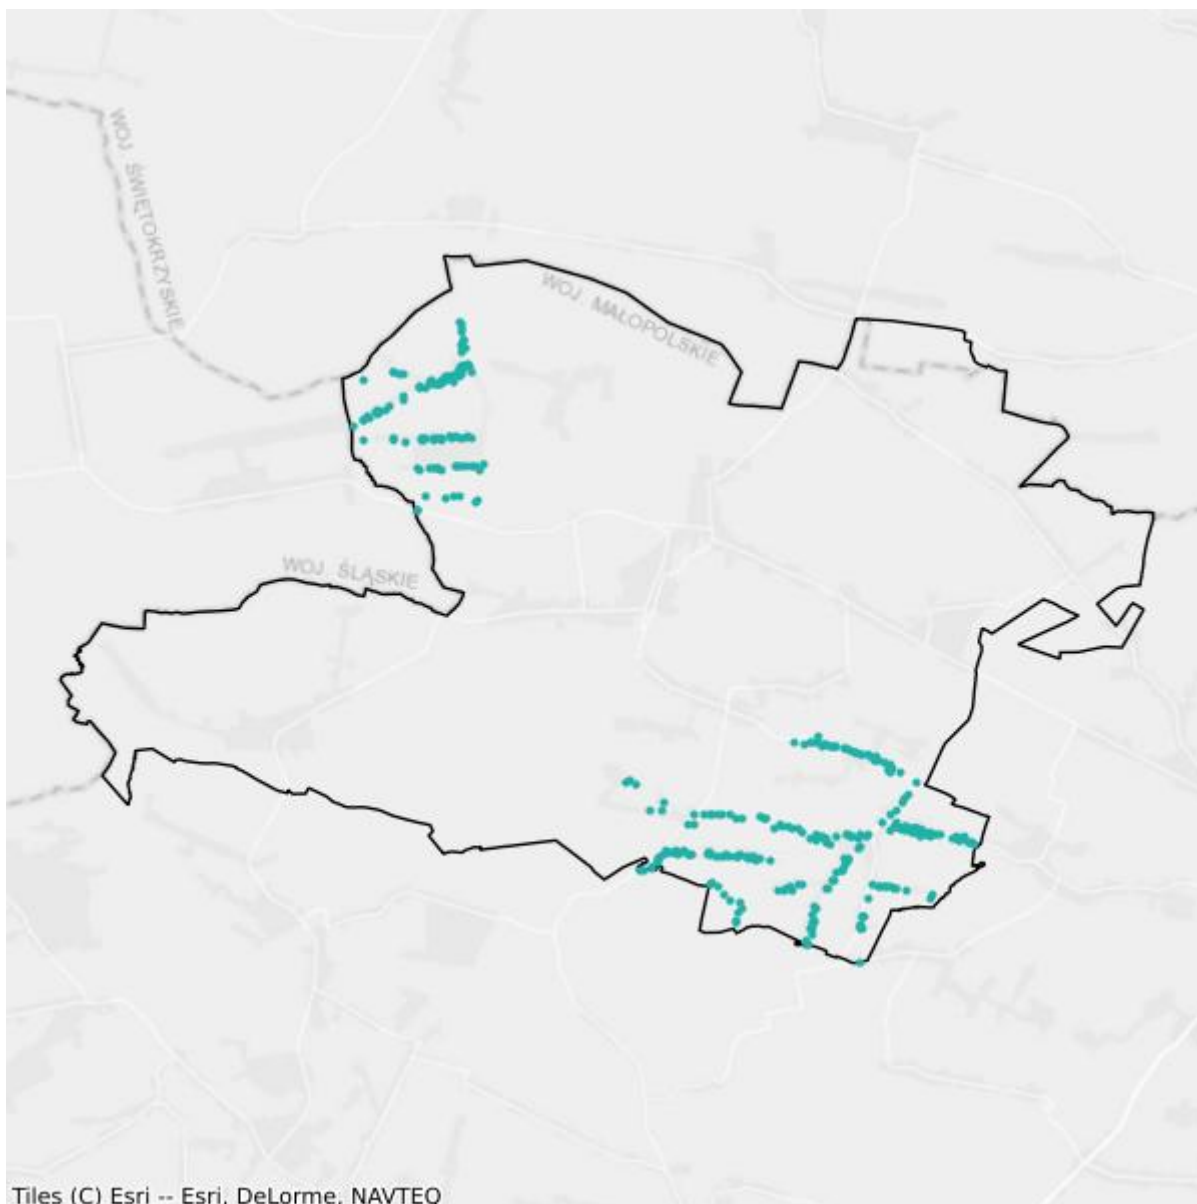 WOJ. ŚWIĘTOKRZYSKIE
WOJ. MAŁOPOLSKIE
WOJ. ŚLĄSKIE
Tiles (C) Esri -- Esri, DeLorme, NAVTEQ